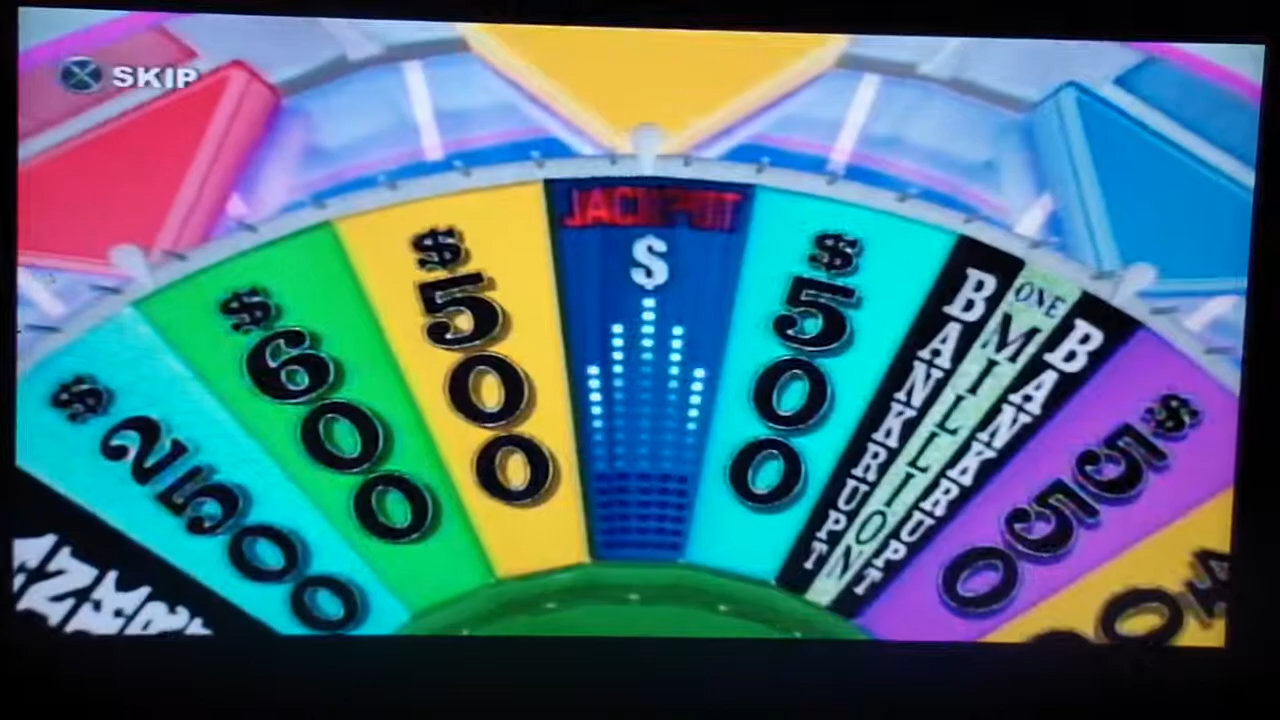 SKIP
$2500
$600
$500
JACKPOT
$
$500
BANKRUPT
ONE
MILLION
BANKRUPT
$550